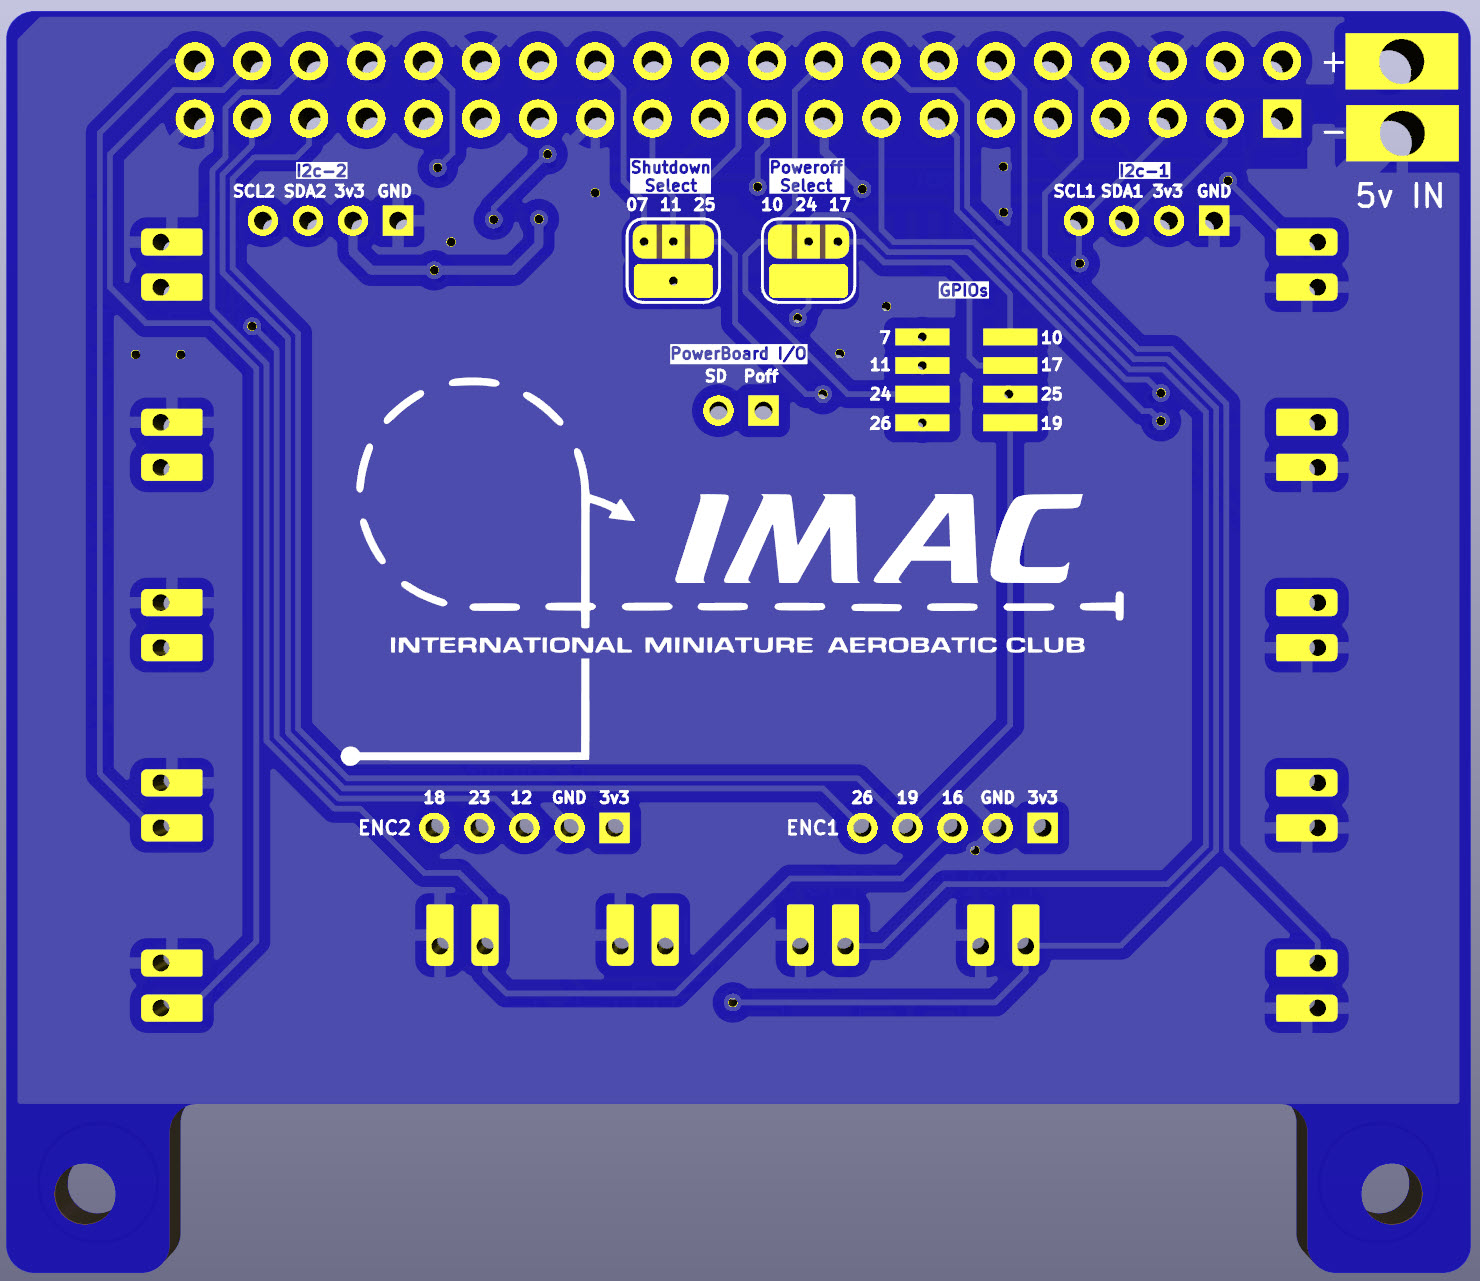 +
−
5v IN
I2c-2
SCL2 SDA2 3v3 GND
Shutdown
Select
07 11 25
Poweroff
Select
10 24 17
I2c-1
SCL1 SDA1 3v3 GND
GPIOs
7 10
11 17
24 25
26 19
PowerBoard I/O
SD Poff
IMAC
INTERNATIONAL MINIATURE AEROBATIC CLUB
18 23 12 GND 3v3
ENC2
26 19 16 GND 3v3
ENC1